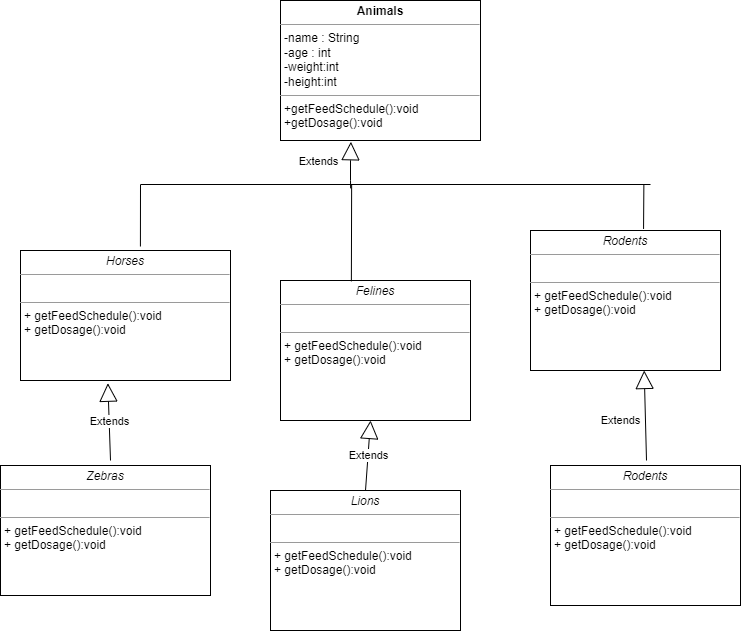 Animals
-name : String
-age : int
-weight:int
-height:int
+getFeedSchedule():void
+getDosage():void
Extends
Horses
+ getFeedSchedule():void
+ getDosage():void
Felines
+ getFeedSchedule():void
+ getDosage():void
Rodents
+ getFeedSchedule():void
+ getDosage():void
Extends
Extends
Extends
Zebras
+ getFeedSchedule():void
+ getDosage():void
Lions
+ getFeedSchedule():void
+ getDosage():void
Rodents
+ getFeedSchedule():void
+ getDosage():void